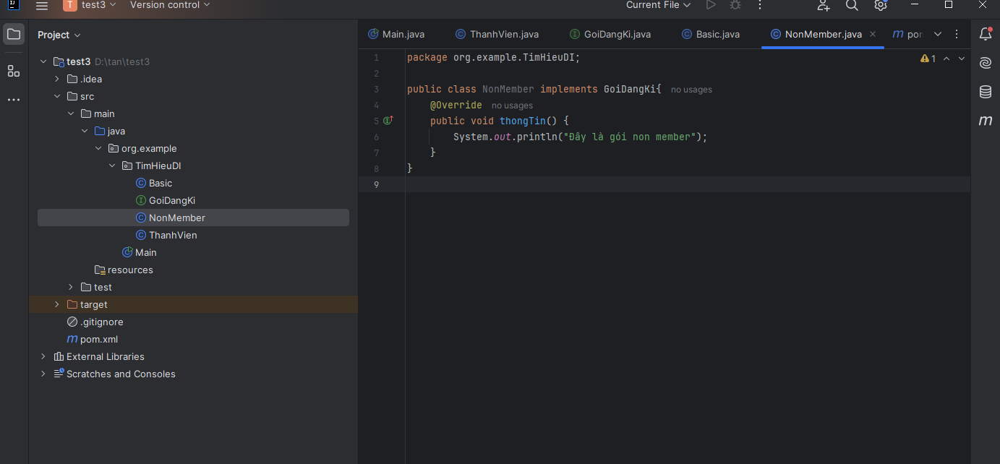 T test3 Version control Current File
Project
Main.java ThanhVien.java GoiDangKi.java Basic.java NonMember.java m pon
test3 D:\tan\test3
.idea
src
main
java
org.example
TimHieuDI
Basic
GoiDangKi
NonMember
ThanhVien
Main
resources
test
target
.gitignore
m pom.xml
External Libraries
Scratches and Consoles
1 package org.example.TimHieuDI;
2
3 public class NonMember implements GoiDangKi{ no usages
4 @Override no usages
5 public void thongTin() {
6 System.out.println("Đây là gói non member");
7 }
8 }
9
1
m